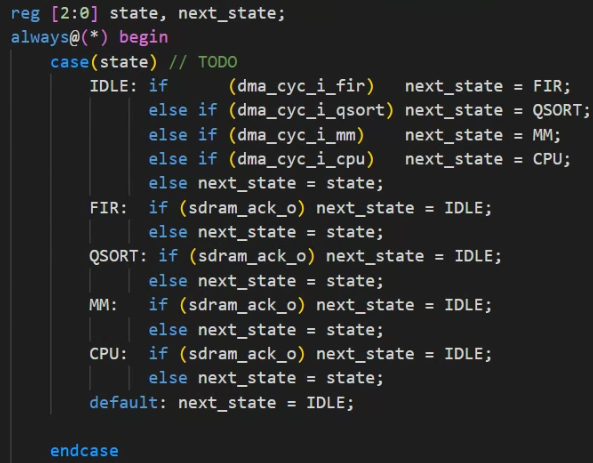 reg [2:0] state, next_state;
always@(*) begin
    case(state) // TODO
        IDLE: if      (dma_cyc_i_fir)   next_state = FIR;
              else if (dma_cyc_i_qsort) next_state = QSORT;
              else if (dma_cyc_i_mm)    next_state = MM;
              else if (dma_cyc_i_cpu)   next_state = CPU;
              else next_state = state;
        FIR:  if (sdram_ack_o) next_state = IDLE;
              else next_state = state;
        QSORT: if (sdram_ack_o) next_state = IDLE;
              else next_state = state;
        MM:   if (sdram_ack_o) next_state = IDLE;
              else next_state = state;
        CPU:  if (sdram_ack_o) next_state = IDLE;
              else next_state = state;
        default: next_state = IDLE;

    endcase